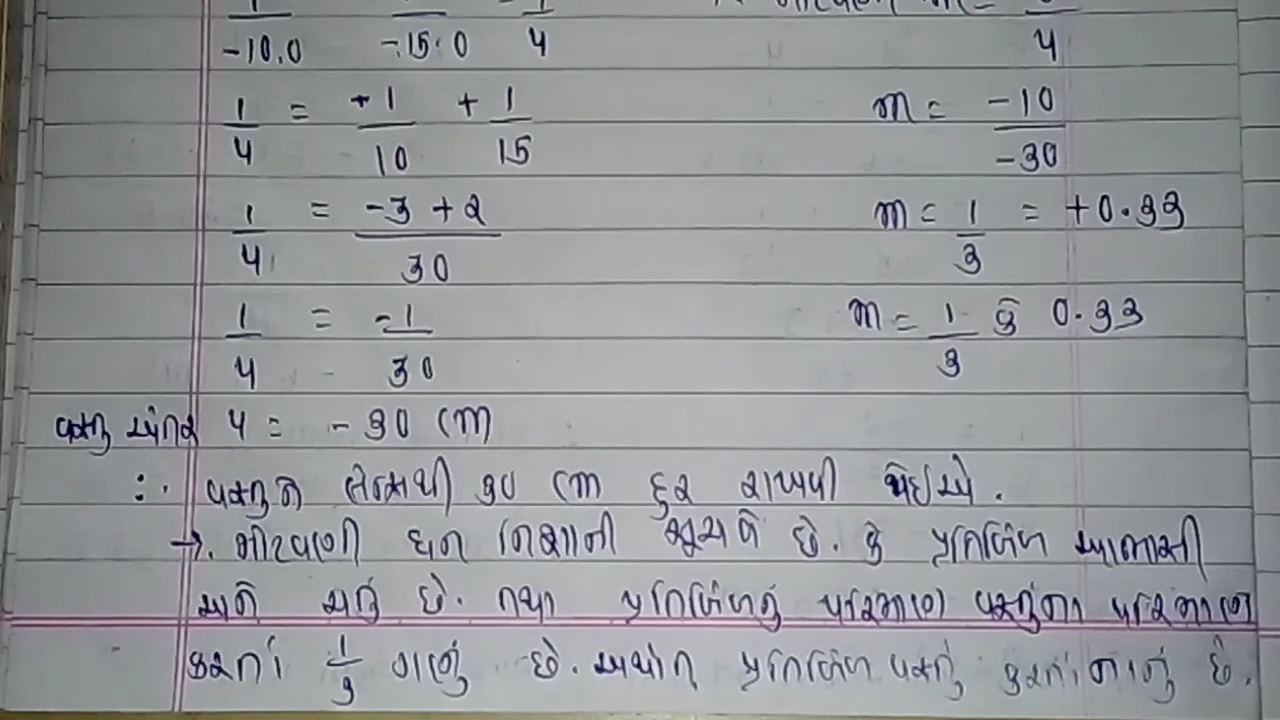 -10.0 -15.0 4
1/4 = +1/10 + 1/15
1/4 = -3+2/30
1/4 = -1/30
વસ્તુ અંતર 4 = -30 cm
4
m = -10/-30
m = 1/3 = +0.33
m = 1/3 કે 0.33
∴ વસ્તુને લેન્સથી 30 cm દુર રાખવી જોઈએ.
→. મોટવણી ધન નિશાની સૂચવે છે. કે પ્રતિબિંબ આભાસી
અને ચત્તું છે. તથા પ્રતિબિંબનું પરિમાણ વસ્તુના પરિમાણ
કરતાં 1/3 ગણું છે. અર્થાત્ પ્રતિબિંબ વસ્તુ કરતાં નાનું છે.